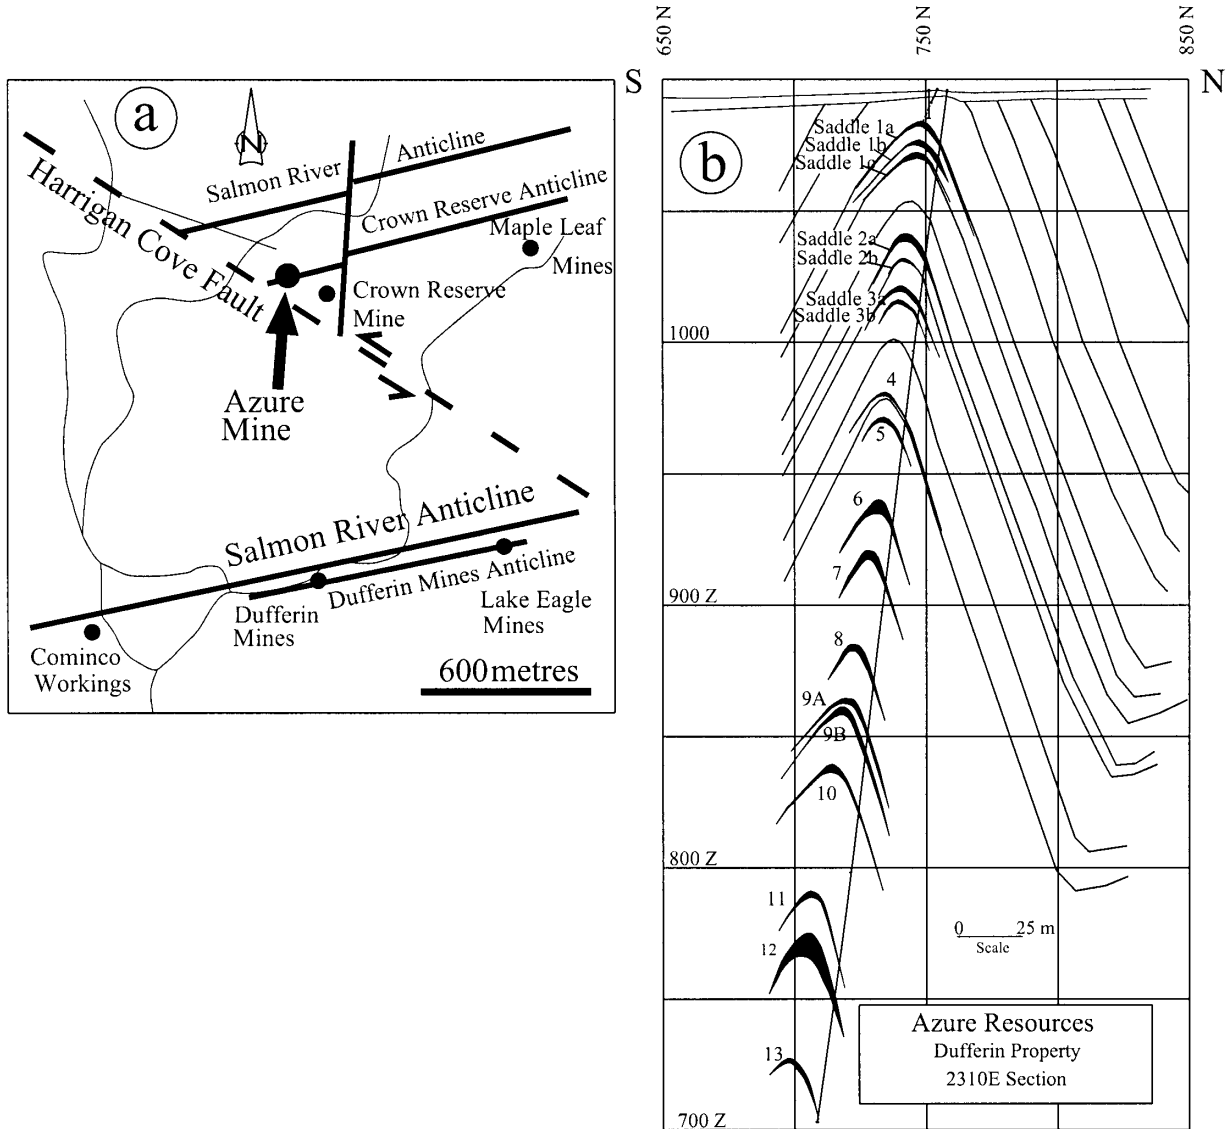 a
N
Harrigan Cove Fault
Salmon River
Anticline
Crown Reserve Anticline
Maple Leaf
Mines
Crown Reserve
Mine
Azure
Mine
Salmon River Anticline
Dufferin Mines Anticline
Dufferin
Mines
Lake Eagle
Mines
Cominco
Workings
600 metres
650 N
750 N
850 N
S
N
b
1
Saddle 1a
Saddle 1b
Saddle 1c
Saddle 2a
Saddle 2b
Saddle 3a
Saddle 3b
1000
4
5
6
7
900 Z
8
9A
9B
10
800 Z
11
12
13
700 Z
0 25 m
Scale
Azure Resources
Dufferin Property
2310E Section